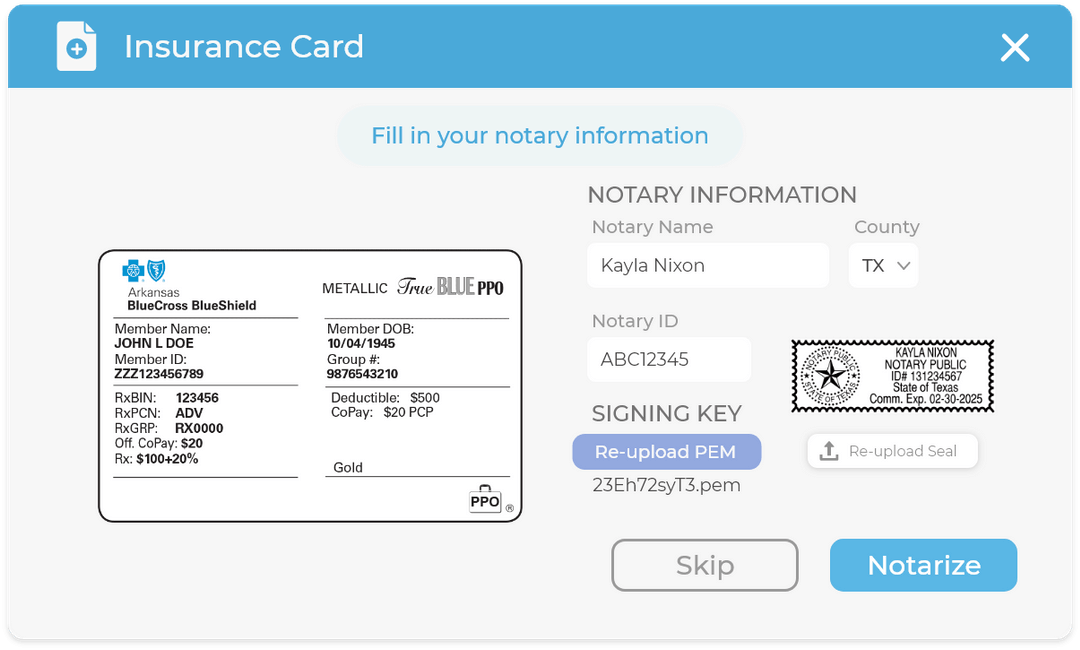 Insurance Card
Fill in your notary information
Arkansas
BlueCross BlueShield
METALLIC True BLUE PPO
Member Name:
JOHN L DOE
Member ID:
ZZZ123456789
Member DOB:
10/04/1945
Group #:
9876543210
RxBIN: 123456
RxPCN: ADV
RxGRP: RX0000
Off. CoPay: $20
Rx: $100+20%
Deductible: $500
CoPay: $20 PCP
Gold
PPO ®
NOTARY INFORMATION
Notary Name County
Kayla Nixon TX
Notary ID
ABC12345
NOTARY PUBLIC
STATE OF TEXAS
KAYLA NIXON
NOTARY PUBLIC
ID# 131234567
State of Texas
Comm. Exp. 02-30-2025
SIGNING KEY
Re-upload PEM
23Eh72syT3.pem
Re-upload Seal
Skip Notarize